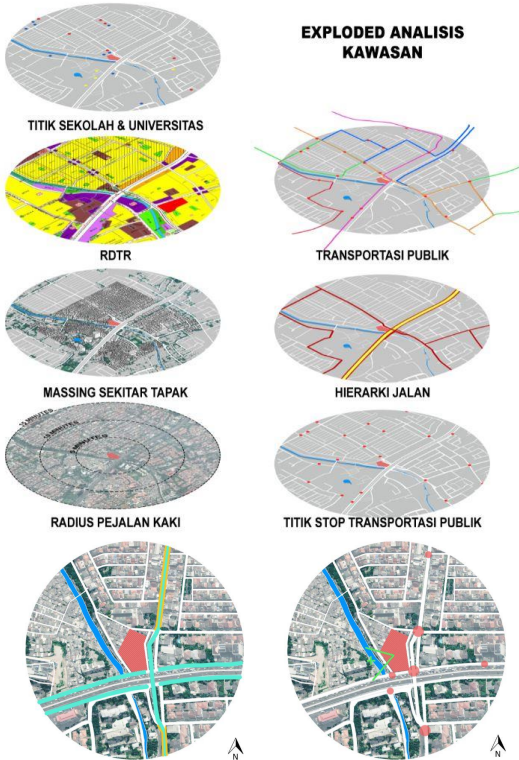 EXPLODED ANALISIS
KAWASAN
TITIK SEKOLAH & UNIVERSITAS
RDTR
TRANSPORTASI PUBLIK
MASSING SEKITAR TAPAK
HIERARKI JALAN
RADIUS PEJALAN KAKI
TITIK STOP TRANSPORTASI PUBLIK
N
N